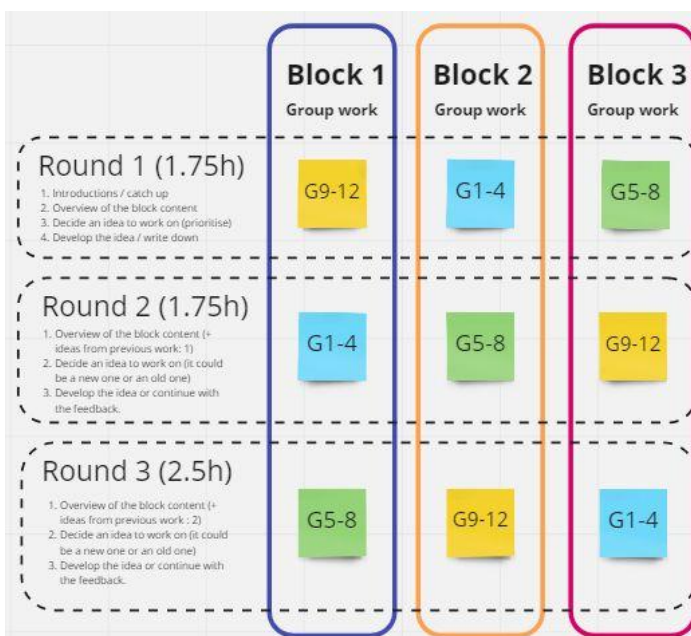 Block 1
Block 2
Block 3
Group work
Group work
Group work
Round 1 (1.75h)
1. Introductions / catch up
2. Overview of the block content
3. Decide an idea to work on (prioritise)
4. Develop the idea / write down
G9-12
G1-4
G5-8
Round 2 (1.75h)
1. Overview of the block content (+
ideas from previous work: 1)
2. Decide an idea to work on (it could
be a new one or an old one)
3. Develop the idea or continue with
the feedback.
G1-4
G5-8
G9-12
Round 3 (2.5h)
1. Overview of the block content (+
ideas from previous work : 2)
2. Decide an idea to work on (it could
be a new one or an old one)
3. Develop the idea or continue with
the feedback.
G5-8
G9-12
G1-4